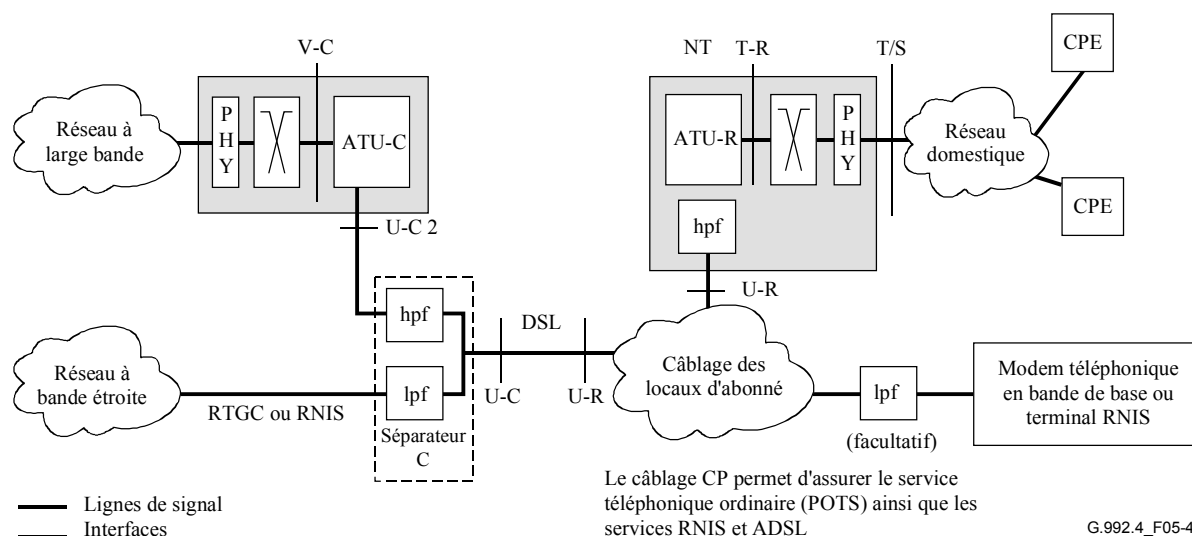 V-C
NT
T-R
T/S
CPE
Réseau à
large bande
P
H
Y
ATU-C
ATU-R
P
H
Y
Réseau
domestique
CPE
U-C 2
hpf
U-R
hpf
DSL
Réseau à
bande étroite
RTGC ou RNIS
lpf
Séparateur
C
U-C
U-R
Câblage des
locaux d'abonné
lpf
(facultatif)
Modem téléphonique
en bande de base ou
terminal RNIS
Lignes de signal
Interfaces
Le câblage CP permet d'assurer le service
téléphonique ordinaire (POTS) ainsi que les
services RNIS et ADSL
G.992.4_F05-4